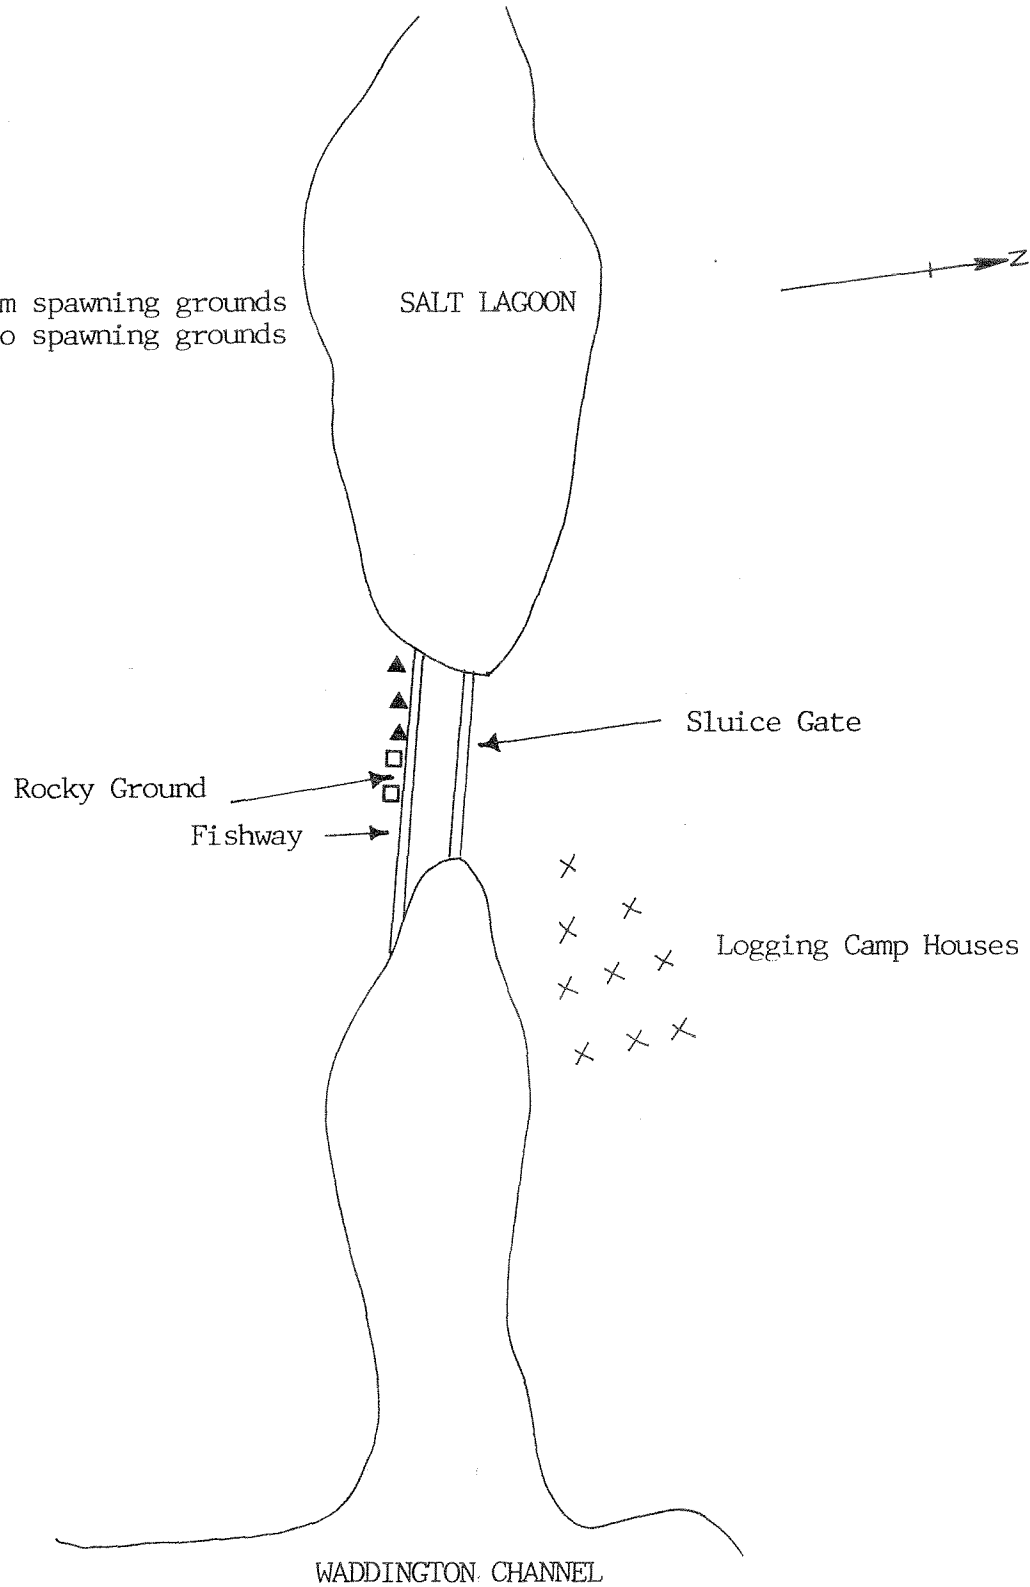 N
m spawning grounds
o spawning grounds
SALT LAGOON
Sluice Gate
Rocky Ground
Fishway
Logging Camp Houses
WADDINGTON CHANNEL